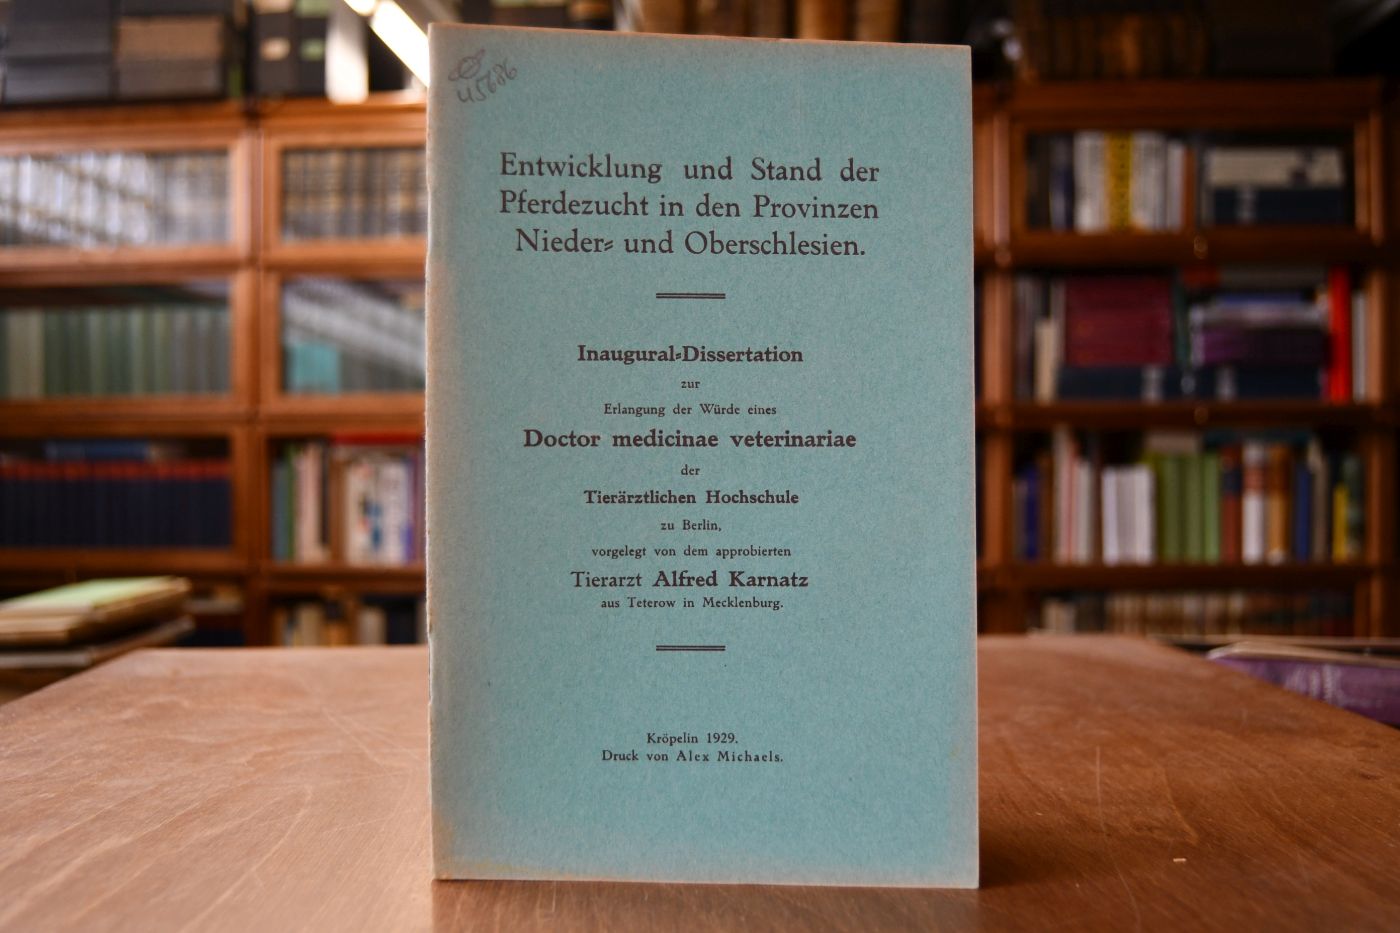 45686
Entwicklung und Stand der
Pferdezucht in den Provinzen
Nieder⸗ und Oberschlesien.
Inaugural⸗Dissertation
zur
Erlangung der Würde eines
Doctor medicinae veterinariae
der
Tierärztlichen Hochschule
zu Berlin,
vorgelegt von dem approbierten
Tierarzt Alfred Karnatz
aus Teterow in Mecklenburg.
Kröpelin 1929.
Druck von Alex Michaels.